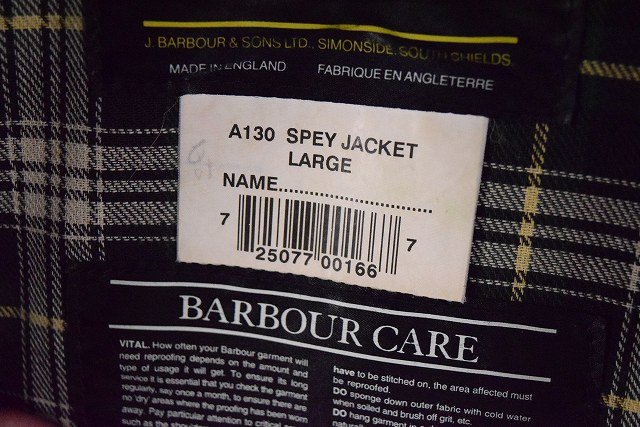 J. BARBOUR & SONS LTD., SIMONSIDE, SOUTH SHIELDS
MADE IN ENGLAND FABRIQUE EN ANGLETERRE
A130 SPEY JACKET
LARGE
NAME................................
7 25077 00166 7
BARBOUR CARE
VITAL. How often your Barbour garment will
need reproofing depends on the amount and
type of usage it will get. To ensure its long
service it is essential that you check the garment
regularly, say once a month, to ensure there are
no 'dry' areas where the proofing has been worn
away. Pay particular attention to critical
such as the
have to be stitched on, the area affected must
be reproofed.
DO sponge down outer fabric with cold water
when soiled and brush off grit, etc.
DO hang garment in a